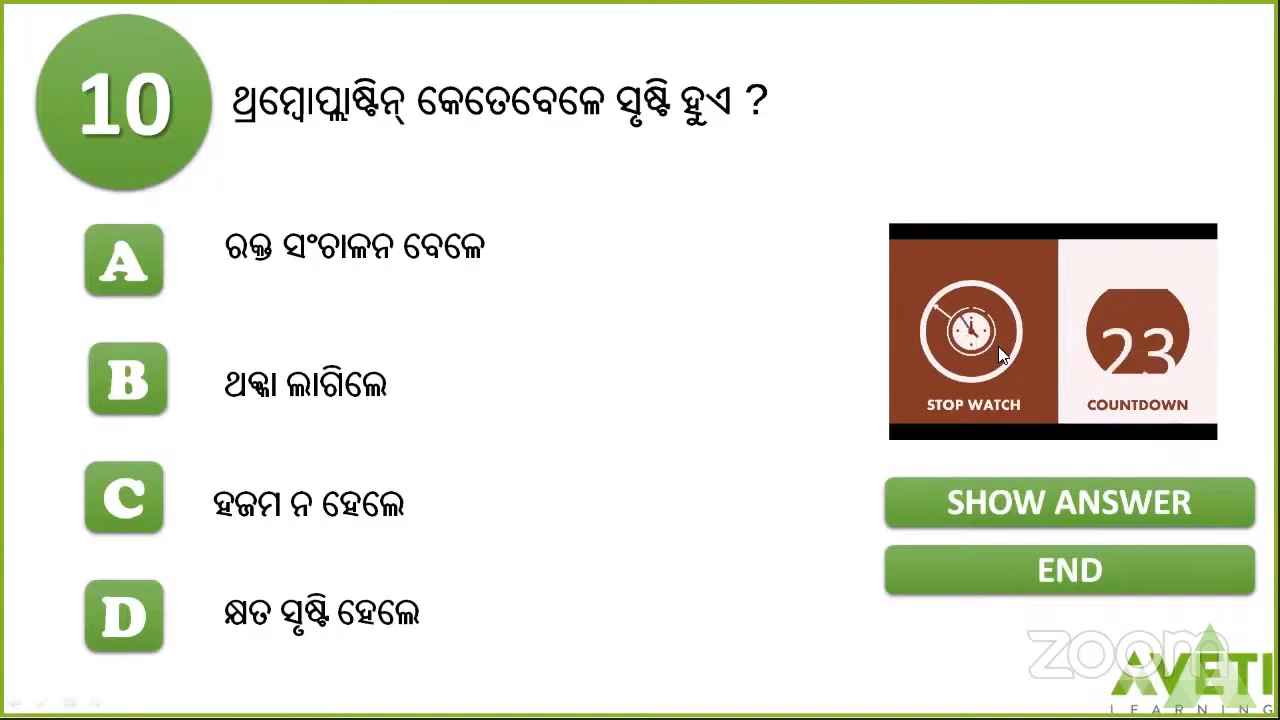 10
ଥ୍ରମ୍ବୋପ୍ଲାଷ୍ଟିନ୍ କେତେବେଳେ ସୃଷ୍ଟି ହୁଏ ?
A
ରକ୍ତ ସଂଚାଳନ ବେଳେ
B
ଥକ୍କା ଲାଗିଲେ
C
ହଜମ ନ ହେଲେ
D
କ୍ଷତ ସୃଷ୍ଟି ହେଲେ
23
STOP WATCH
COUNTDOWN
SHOW ANSWER
END
zoom
AVETI
LEARNING